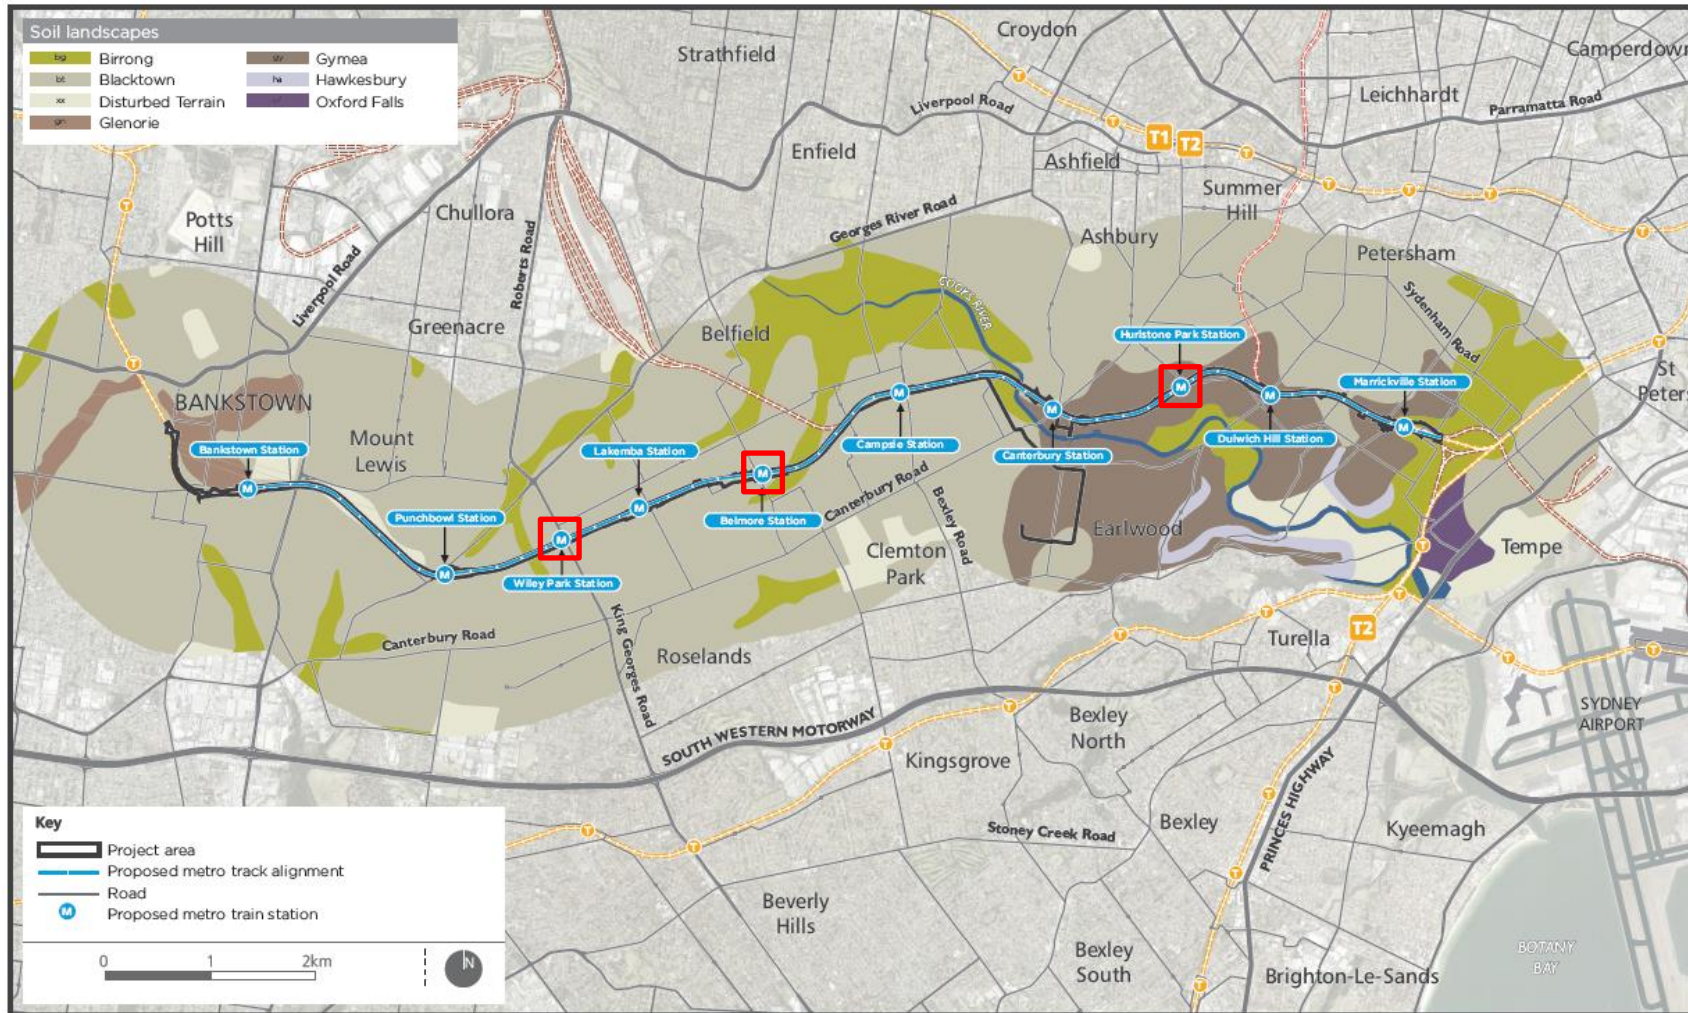 Soil landscapes
bg Birrong
bt Blacktown
xx Disturbed Terrain
gn Glenorie
gy Gymea
ha Hawkesbury
Oxford Falls
Croydon
Strathfield
Camperdown
Leichhardt
Parramatta Road
Liverpool Road
T1
T2
Enfield
Ashfield
Summer
Hill
Chullora
Potts
Hill
Georges River Road
Ashbury
Petersham
Liverpool Road
Roberts Road
COOKS RIVER
Sydenham Road
Greenacre
Belfield
Hurlstone Park Station
St
Peters
Marrickville Station
BANKSTOWN
Mount
Lewis
Bankstown Station
Lakemba Station
Campsie Station
Dulwich Hill Station
Canterbury Station
Punchbowl Station
Belmore Station
Canterbury Road
Bexley Road
Earlwood
Clemton
Park
Tempe
Wiley Park Station
King Georges Road
Canterbury Road
Roselands
Turella
T2
SOUTH WESTERN MOTORWAY
Bexley
North
SYDNEY
AIRPORT
Kingsgrove
PRINCES HIGHWAY
Stoney Creek Road
Bexley
Kyeemagh
Beverly
Hills
Bexley
South
Brighton-Le-Sands
BOTANY
BAY
Key
Project area
Proposed metro track alignment
Road
M Proposed metro train station
0 1 2km
N